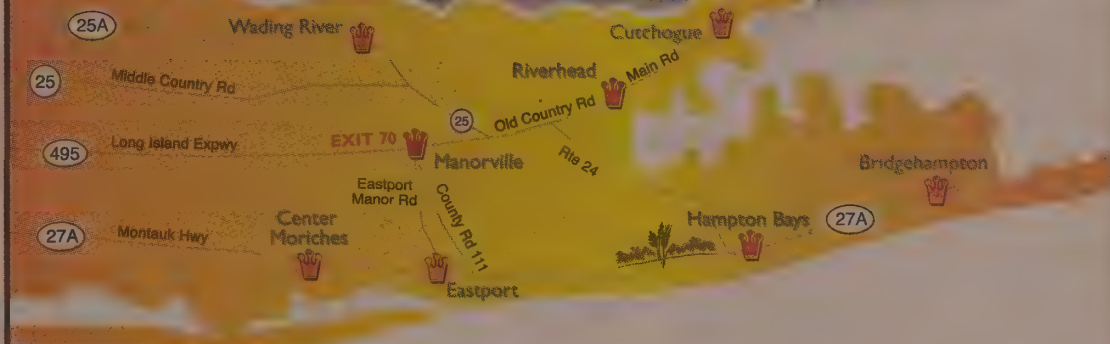 25A
Wading River
Cutchogue
25
Middle Country Rd
Riverhead
Main Rd
25
Old Country Rd
495
Long Island Expwy
EXIT 70
Manorville
Rte 24
Bridgehampton
Eastport
Manor Rd
County Rd 111
27A
Montauk Hwy
Center
Moriches
Hampton Bays
27A
Eastport